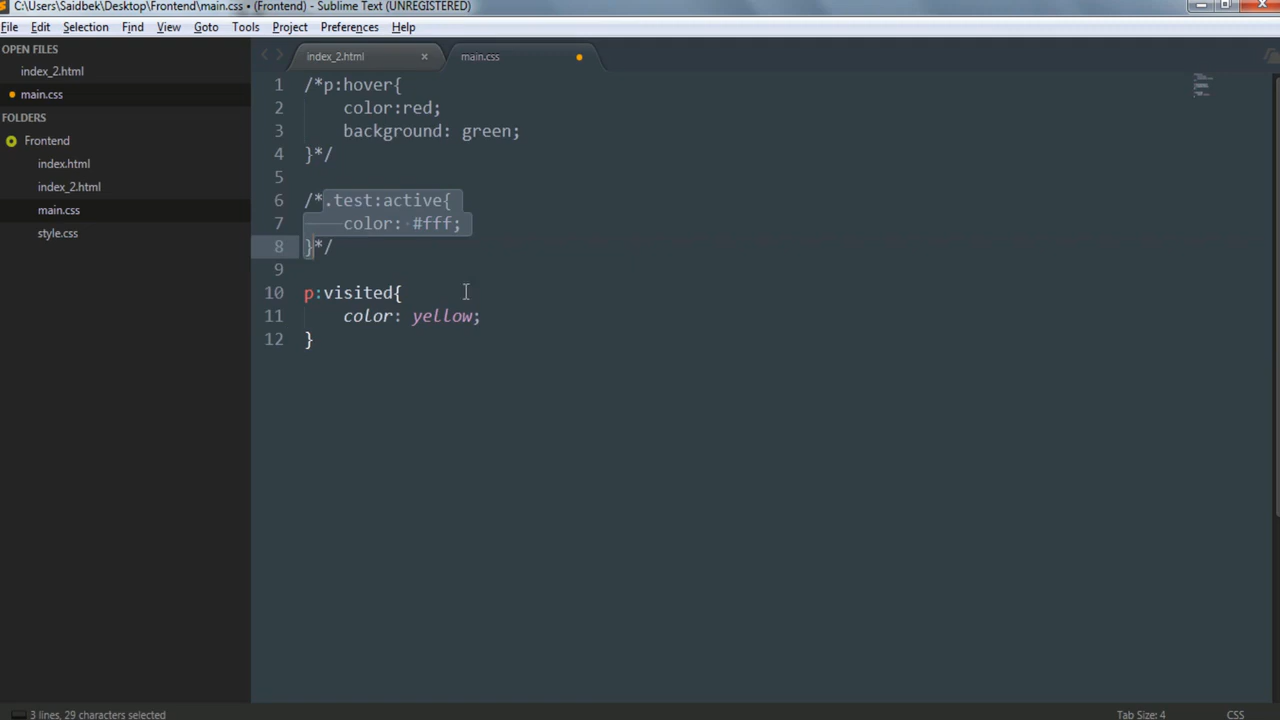 C:\Users\Saidbek\Desktop\Frontend\main.css • (Frontend) - Sublime Text (UNREGISTERED)
File Edit Selection Find View Goto Tools Project Preferences Help
OPEN FILES
index_2.html
main.css
FOLDERS
Frontend
index.html
index_2.html
main.css
style.css
index_2.html × main.css
1 /*p:hover{
2 color:red;
3 background: green;
4 }*/
5
6 /*.test:active{
7 color: #fff;
8 }*/
9
10 p:visited{
11 color: yellow;
12 }
3 lines, 29 characters selected
Tab Size: 4 CSS